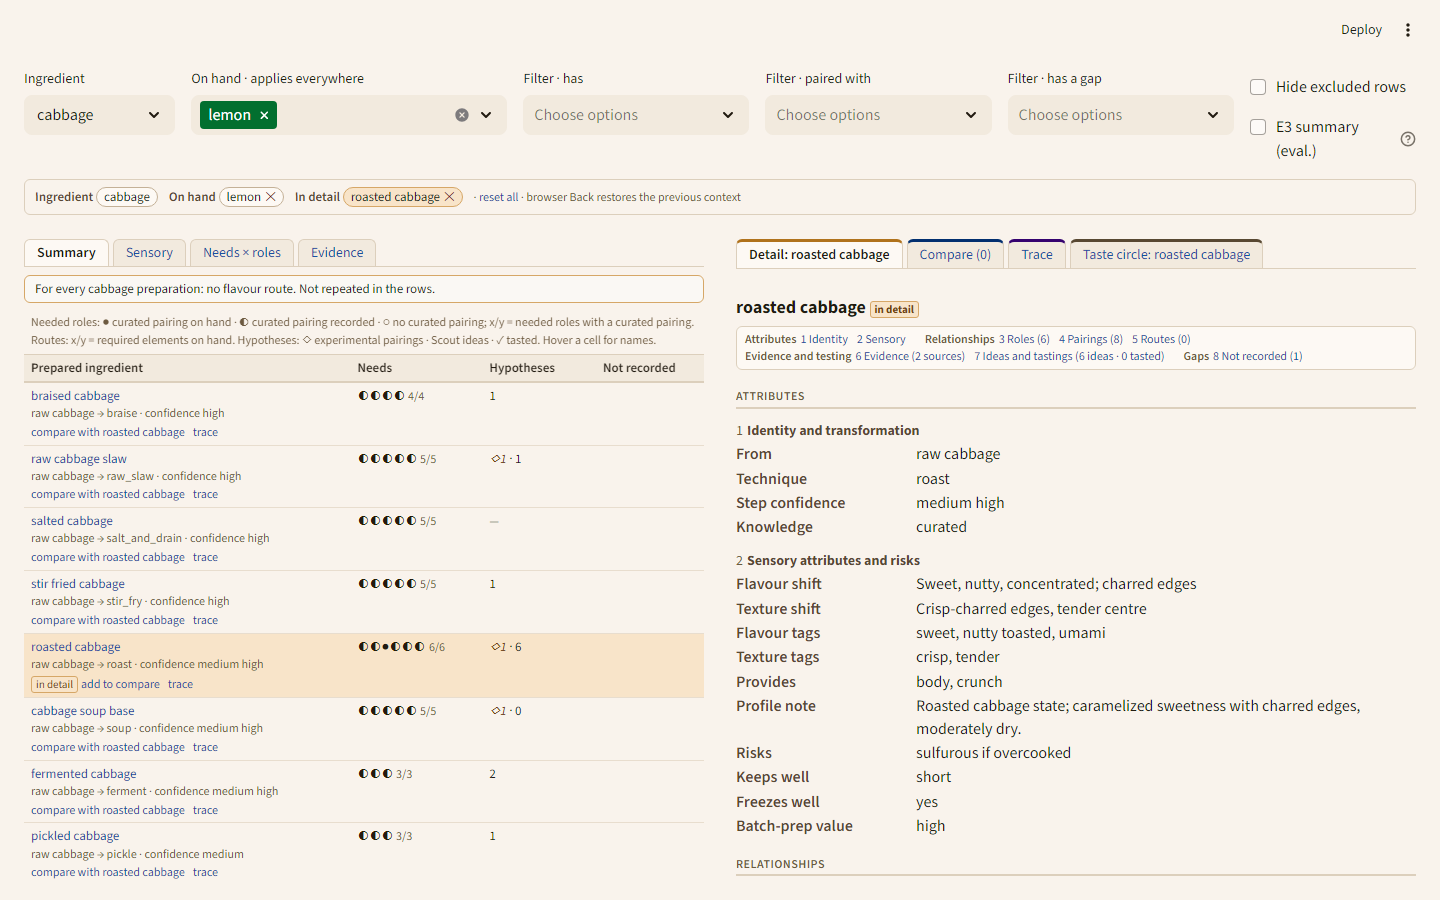 Deploy
Ingredient
On hand · applies everywhere
Filter · has
Filter · paired with
Filter · has a gap
cabbage
lemon ×
Choose options
Choose options
Choose options
Hide excluded rows
E3 summary
(eval.)
Ingredient cabbage On hand lemon × In detail roasted cabbage × · reset all · browser Back restores the previous context
Summary
Sensory
Needs × roles
Evidence
For every cabbage preparation: no flavour route. Not repeated in the rows.
Needed roles: ● curated pairing on hand · ◐ curated pairing recorded · ○ no curated pairing; x/y = needed roles with a curated pairing.
Routes: x/y = required elements on hand. Hypotheses: ◇ experimental pairings · Scout ideas · ✓ tasted. Hover a cell for names.
Prepared ingredient Needs Hypotheses Not recorded
braised cabbage ◐◐◐◐ 4/4 1
raw cabbage → braise · confidence high
compare with roasted cabbage trace
raw cabbage slaw ◐◐◐◐◐ 5/5 ◇1 · 1
raw cabbage → raw_slaw · confidence high
compare with roasted cabbage trace
salted cabbage ◐◐◐◐◐ 5/5 —
raw cabbage → salt_and_drain · confidence high
compare with roasted cabbage trace
stir fried cabbage ◐◐◐◐◐ 5/5 1
raw cabbage → stir_fry · confidence high
compare with roasted cabbage trace
roasted cabbage ◐◐●◐◐◐ 6/6 ◇1 · 6
raw cabbage → roast · confidence medium high
in detail add to compare trace
cabbage soup base ◐◐◐◐◐ 5/5 ◇1 · 0
raw cabbage → soup · confidence medium high
compare with roasted cabbage trace
fermented cabbage ◐◐◐ 3/3 2
raw cabbage → ferment · confidence medium high
compare with roasted cabbage trace
pickled cabbage ◐◐◐ 3/3 1
raw cabbage → pickle · confidence medium
compare with roasted cabbage trace
Detail: roasted cabbage
Compare (0)
Trace
Taste circle: roasted cabbage
roasted cabbage in detail
Attributes 1 Identity 2 Sensory Relationships 3 Roles (6) 4 Pairings (8) 5 Routes (0)
Evidence and testing 6 Evidence (2 sources) 7 Ideas and tastings (6 ideas · 0 tasted) Gaps 8 Not recorded (1)
ATTRIBUTES
1 Identity and transformation
From raw cabbage
Technique roast
Step confidence medium high
Knowledge curated
2 Sensory attributes and risks
Flavour shift Sweet, nutty, concentrated; charred edges
Texture shift Crisp-charred edges, tender centre
Flavour tags sweet, nutty toasted, umami
Texture tags crisp, tender
Provides body, crunch
Profile note Roasted cabbage state; caramelized sweetness with charred edges,
moderately dry.
Risks sulfurous if overcooked
Keeps well short
Freezes well yes
Batch-prep value high
RELATIONSHIPS